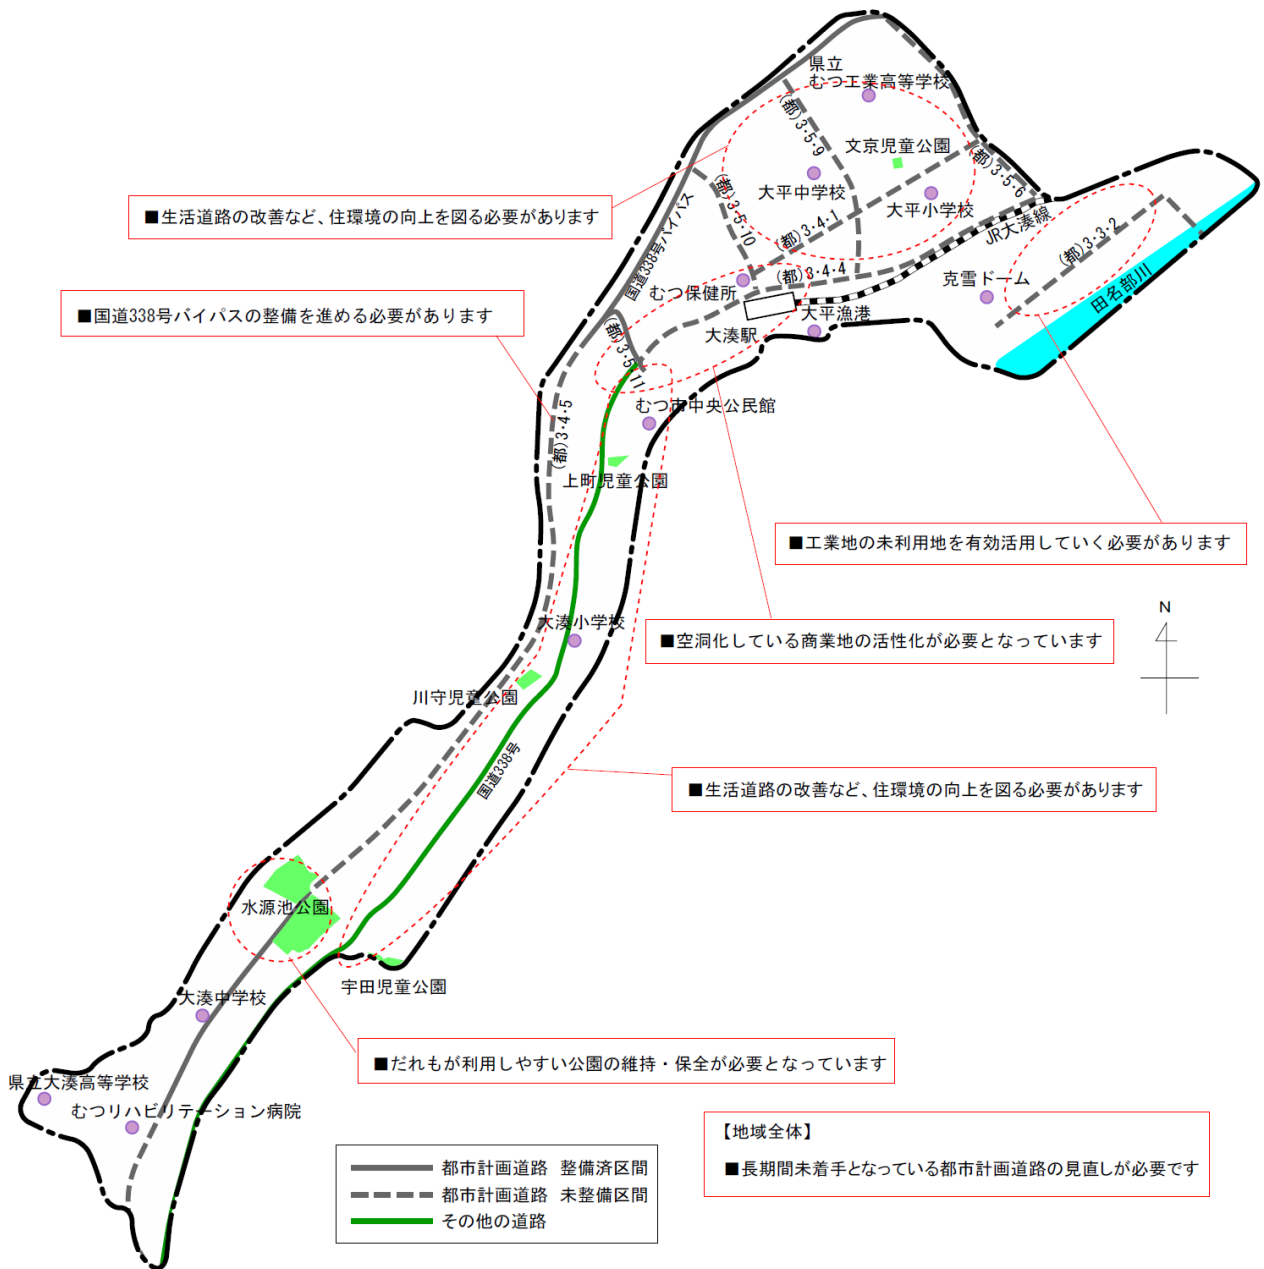 県立
むつ工業高等学校
(都)3・5・9
文京児童公園
(都)3・5・6
大平中学校
(都)3・5・10
大平小学校
■生活道路の改善など、住環境の向上を図る必要があります
国道338号バイパス
(都)3・4・1
JR大湊線
(都)3・3・2
(都)3・4・4
克雪ドーム
田名部川
むつ保健所
■国道338号バイパスの整備を進める必要があります
大平漁港
大湊駅
(都)3・5・11
むつ市中央公民館
(都)3・4・5
上町児童公園
■工業地の未利用地を有効活用していく必要があります
N
大湊小学校
■空洞化している商業地の活性化が必要となっています
川守児童公園
国道338号
■生活道路の改善など、住環境の向上を図る必要があります
水源池公園
宇田児童公園
大湊中学校
■だれもが利用しやすい公園の維持・保全が必要となっています
県立大湊高等学校
むつリハビリテーション病院
【地域全体】
■長期間未着手となっている都市計画道路の見直しが必要です
都市計画道路 整備済区間
都市計画道路 未整備区間
その他の道路